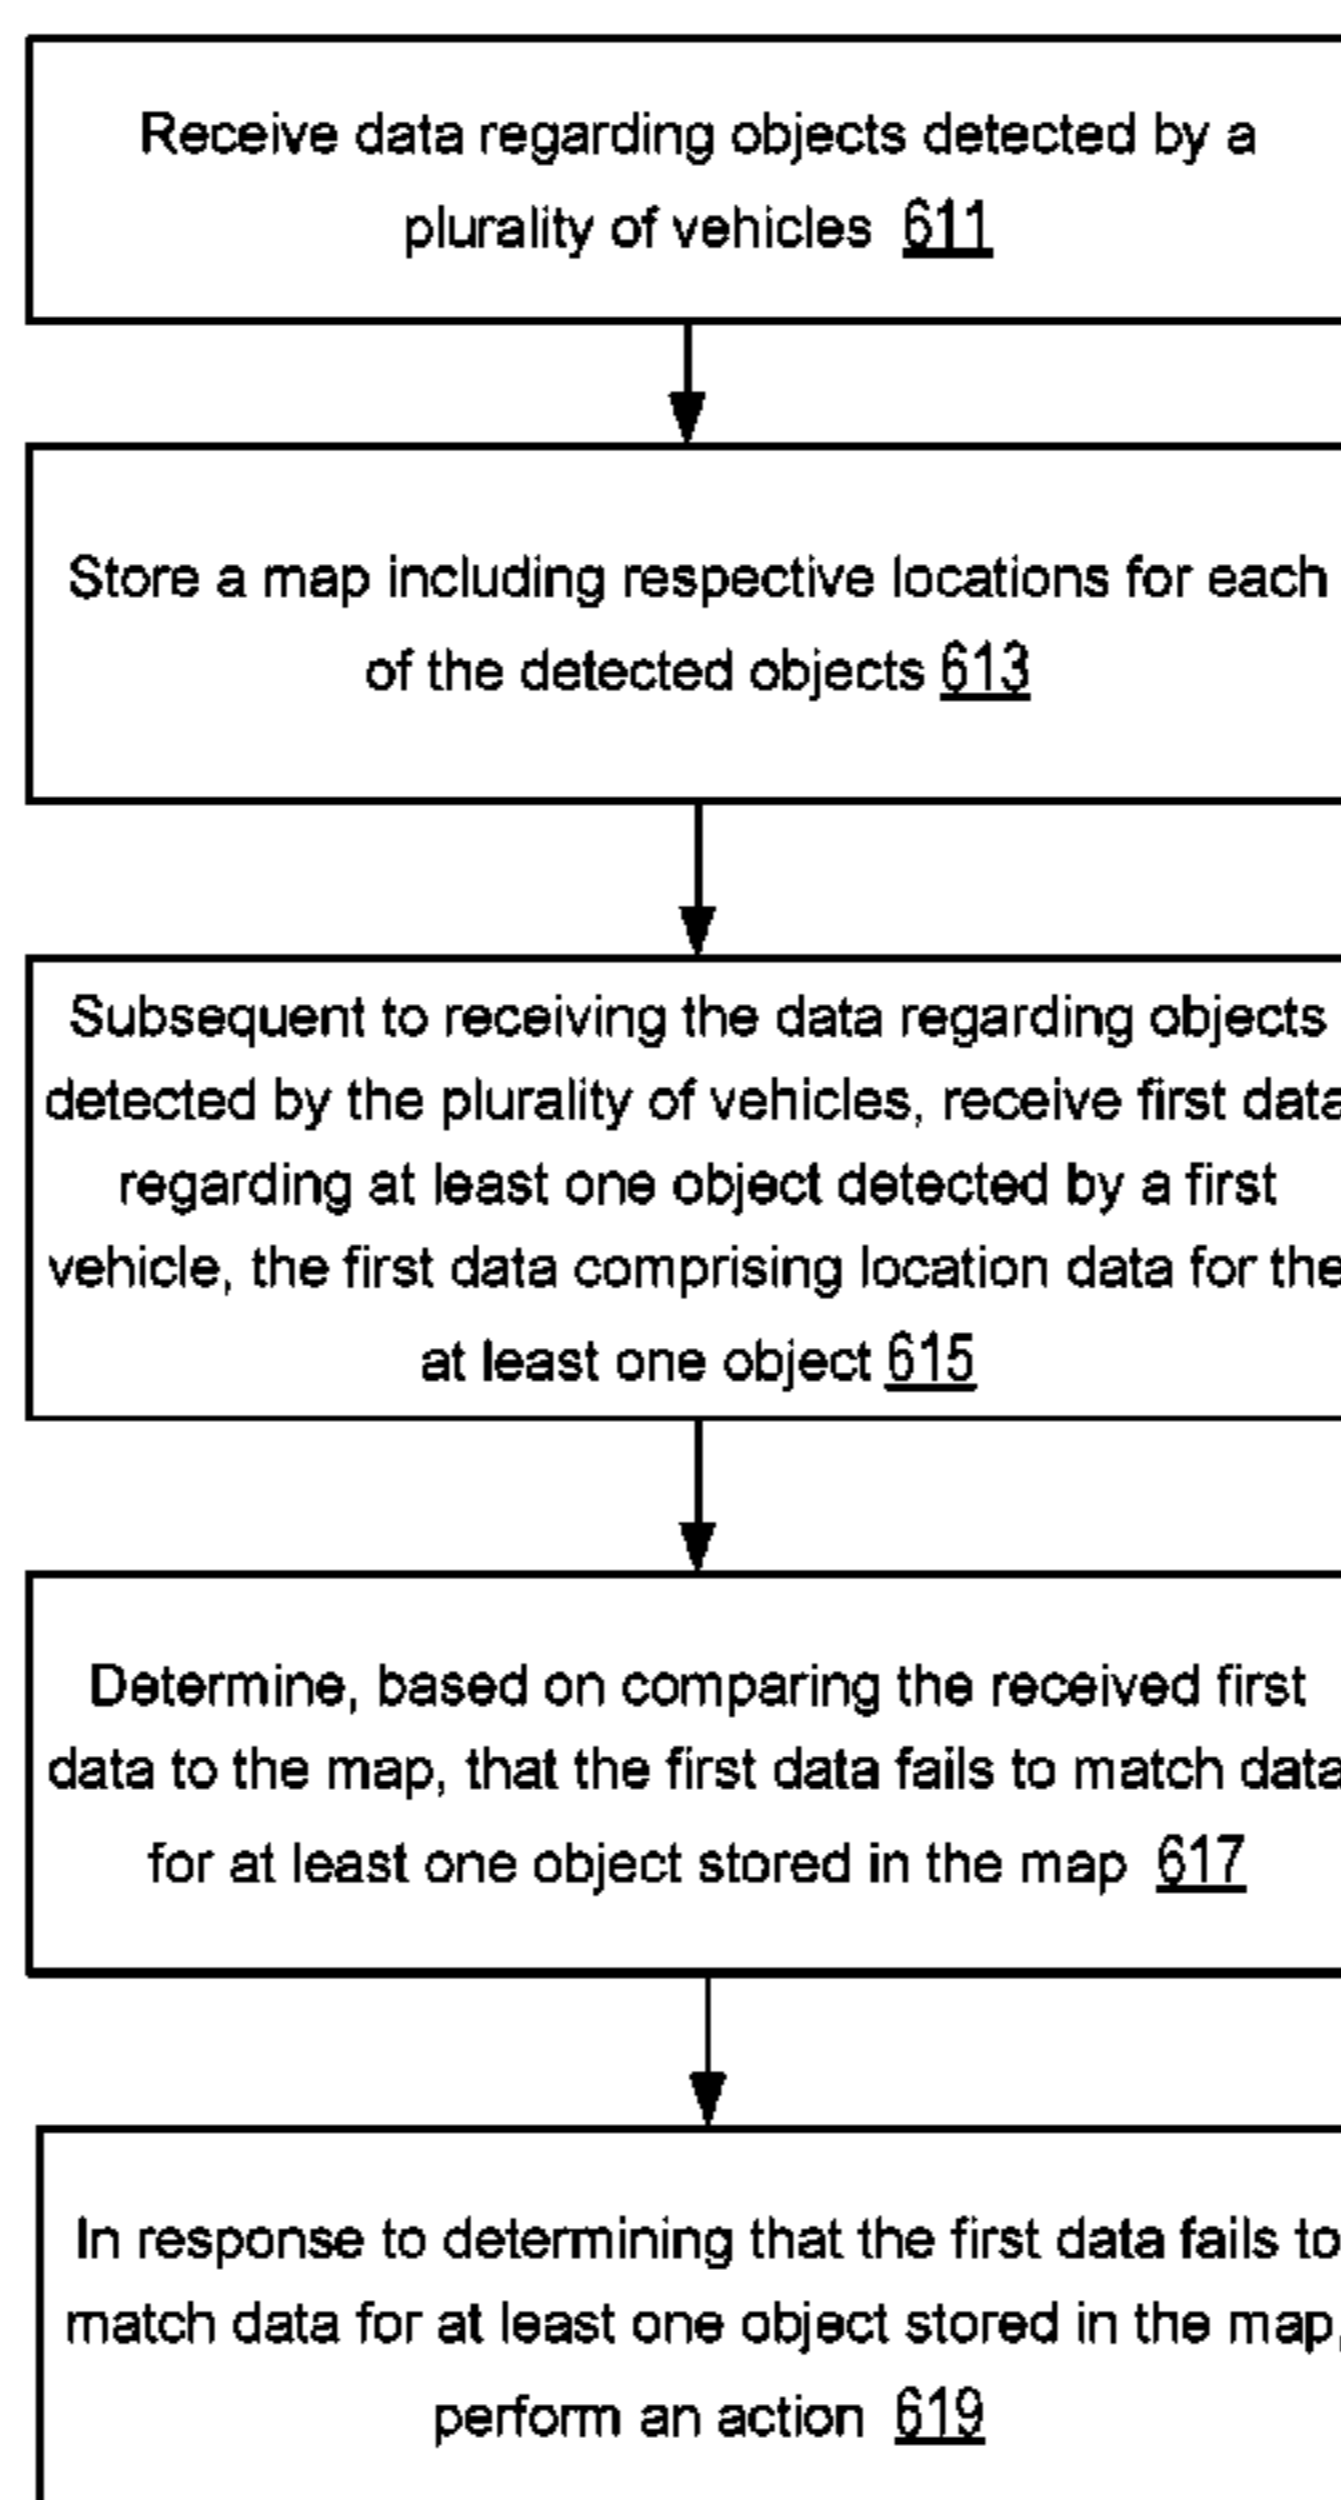 Receive data regarding objects detected by a
plurality of vehicles 611
Store a map including respective locations for each
of the detected objects 613
Subsequent to receiving the data regarding objects
detected by the plurality of vehicles, receive first data
regarding at least one object detected by a first
vehicle, the first data comprising location data for the
at least one object 615
Determine, based on comparing the received first
data to the map, that the first data fails to match data
for at least one object stored in the map 617
In response to determining that the first data fails to
match data for at least one object stored in the map,
perform an action 619